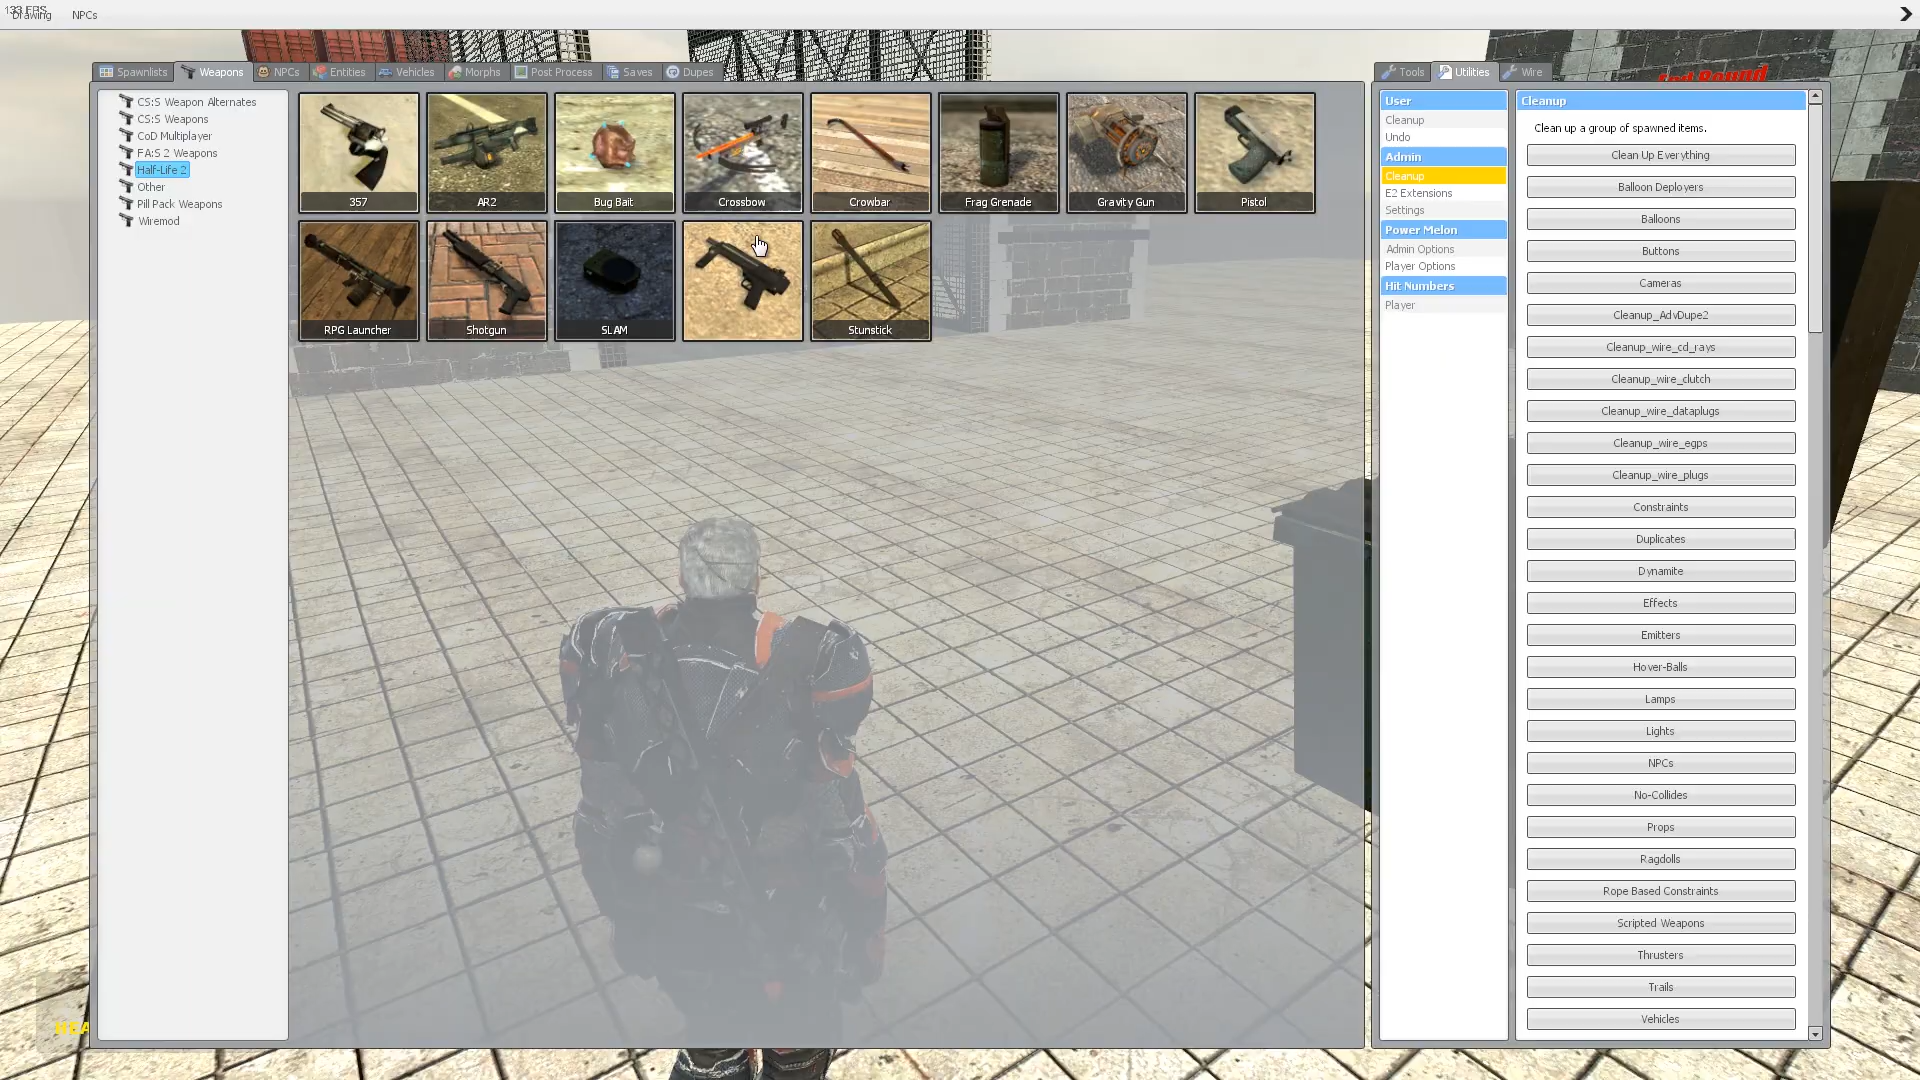 133 FPS
Drawing NPCs
Spawnlists Weapons NPCs Entities Vehicles Morphs Post Process Saves Dupes
Tools Utilities Wire
CS:S Weapon Alternates
CS:S Weapons
CoD Multiplayer
FA:S 2 Weapons
Half-Life 2
Other
Pill Pack Weapons
Wiremod
357 AR2 Bug Bait Crossbow Crowbar Frag Grenade Gravity Gun Pistol
RPG Launcher Shotgun SLAM Stunstick
User
Cleanup
Undo
Admin
Cleanup
E2 Extensions
Settings
Power Melon
Admin Options
Player Options
Hit Numbers
Player
Cleanup
Clean up a group of spawned items.
Clean Up Everything
Balloon Deployers
Balloons
Buttons
Cameras
Cleanup_AdvDupe2
Cleanup_wire_cd_rays
Cleanup_wire_clutch
Cleanup_wire_dataplugs
Cleanup_wire_egps
Cleanup_wire_plugs
Constraints
Duplicates
Dynamite
Effects
Emitters
Hover-Balls
Lamps
Lights
NPCs
No-Collides
Props
Ragdolls
Rope Based Constraints
Scripted Weapons
Thrusters
Trails
Vehicles